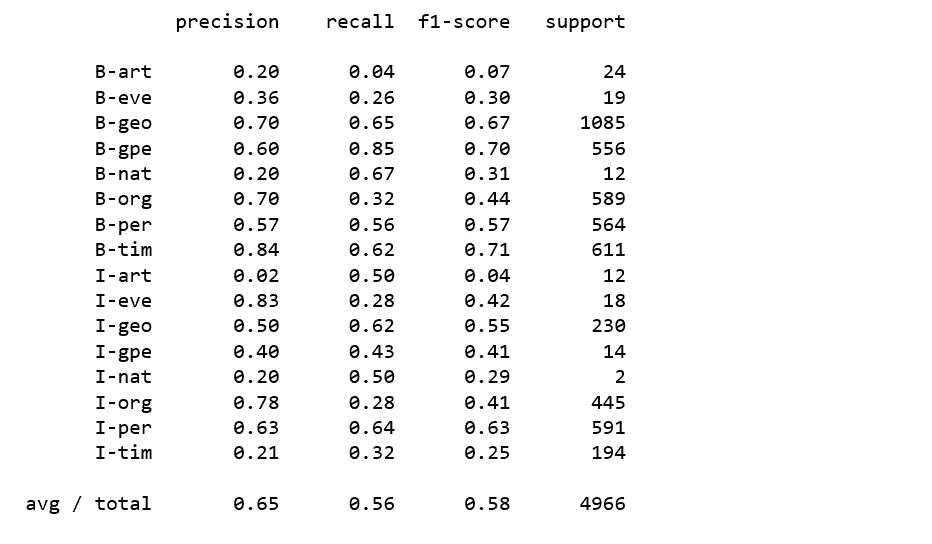 precision recall f1-score support
B-art 0.20 0.04 0.07 24
B-eve 0.36 0.26 0.30 19
B-geo 0.70 0.65 0.67 1085
B-gpe 0.60 0.85 0.70 556
B-nat 0.20 0.67 0.31 12
B-org 0.70 0.32 0.44 589
B-per 0.57 0.56 0.57 564
B-tim 0.84 0.62 0.71 611
I-art 0.02 0.50 0.04 12
I-eve 0.83 0.28 0.42 18
I-geo 0.50 0.62 0.55 230
I-gpe 0.40 0.43 0.41 14
I-nat 0.20 0.50 0.29 2
I-org 0.78 0.28 0.41 445
I-per 0.63 0.64 0.63 591
I-tim 0.21 0.32 0.25 194
avg / total 0.65 0.56 0.58 4966